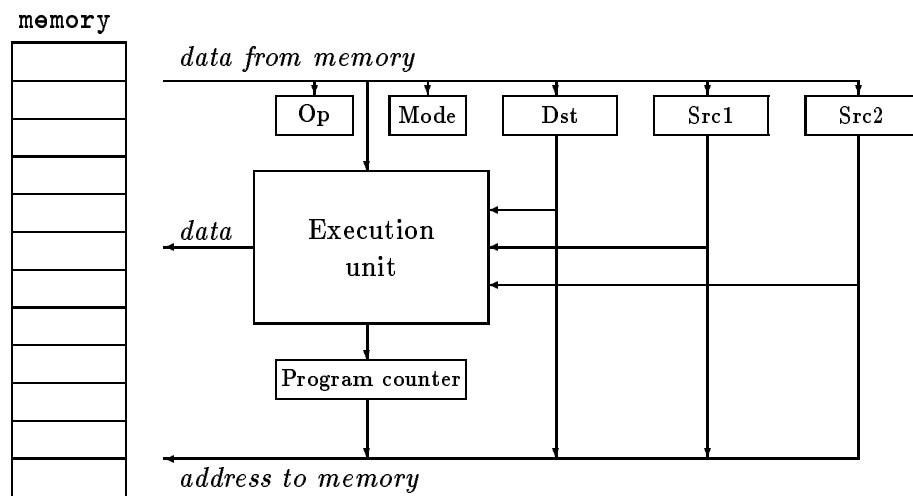 memory
data from memory
Op
Mode
Dst
Src1
Src2
data
Execution
unit
Program counter
address to memory